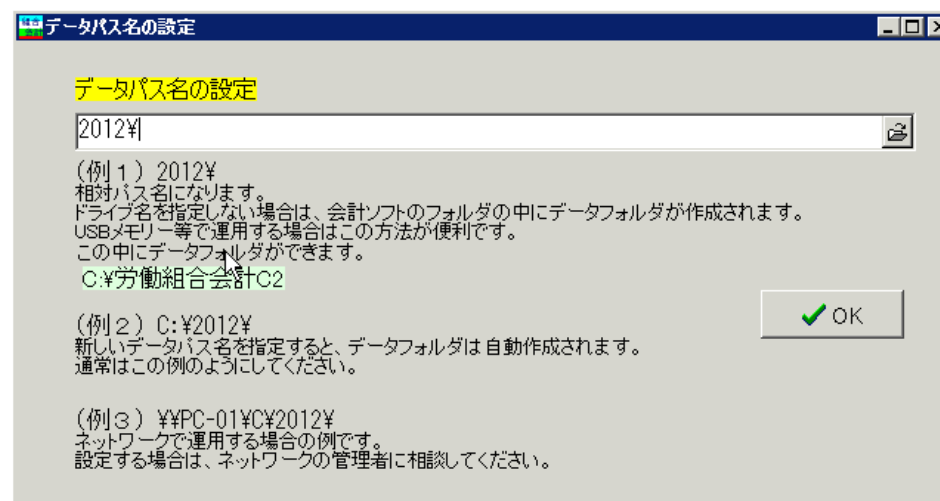 データパス名の設定
データパス名の設定
2012¥
(例1) 2012¥
相対パス名になります。
ドライブ名を指定しない場合は、会計ソフトのフォルダの中にデータフォルダが作成されます。
USBメモリー等で運用する場合はこの方法が便利です。
この中にデータフォルダができます。
C:¥労働組合会計C2
OK
(例2) C:¥2012¥
新しいデータパス名を指定すると、データフォルダは自動作成されます。
通常はこの例のようにしてください。
(例3) ¥¥PC-01¥C¥2012¥
ネットワークで運用する場合の例です。
設定する場合は、ネットワークの管理者に相談してください。